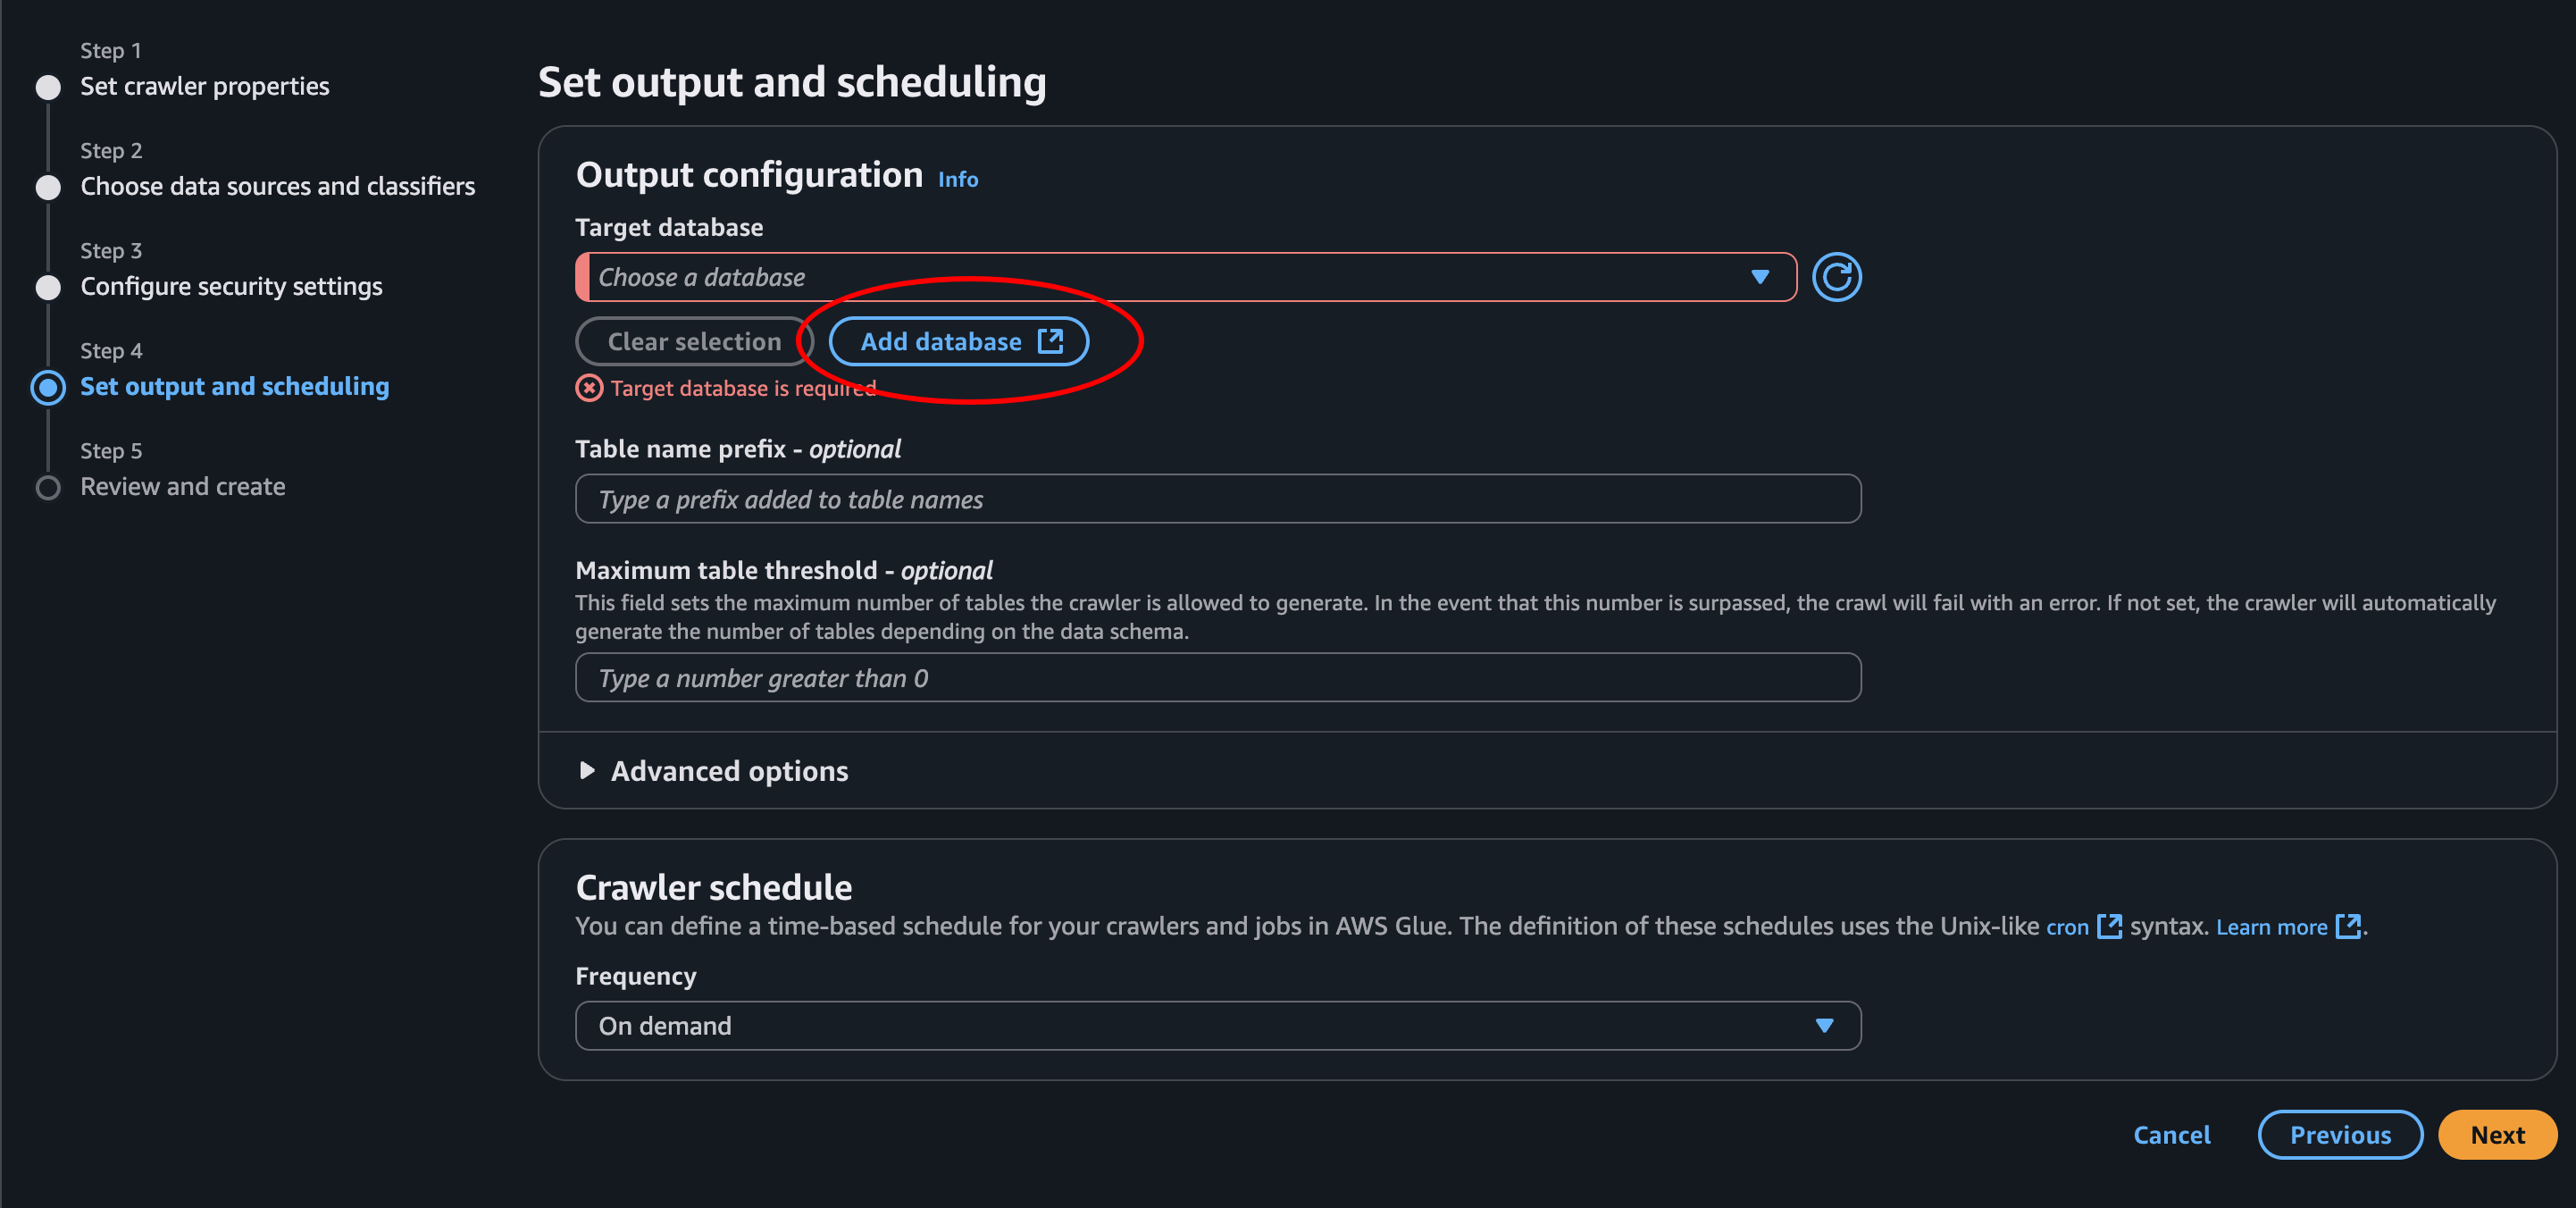 Step 1
Set crawler properties
Step 2
Choose data sources and classifiers
Step 3
Configure security settings
Step 4
Set output and scheduling
Step 5
Review and create
Set output and scheduling
Output configuration Info
Target database
Choose a database
Clear selection Add database
Target database is required
Table name prefix - optional
Type a prefix added to table names
Maximum table threshold - optional
This field sets the maximum number of tables the crawler is allowed to generate. In the event that this number is surpassed, the crawl will fail with an error. If not set, the crawler will automatically
generate the number of tables depending on the data schema.
Type a number greater than 0
Advanced options
Crawler schedule
You can define a time-based schedule for your crawlers and jobs in AWS Glue. The definition of these schedules uses the Unix-like cron syntax. Learn more.
Frequency
On demand
Cancel Previous Next